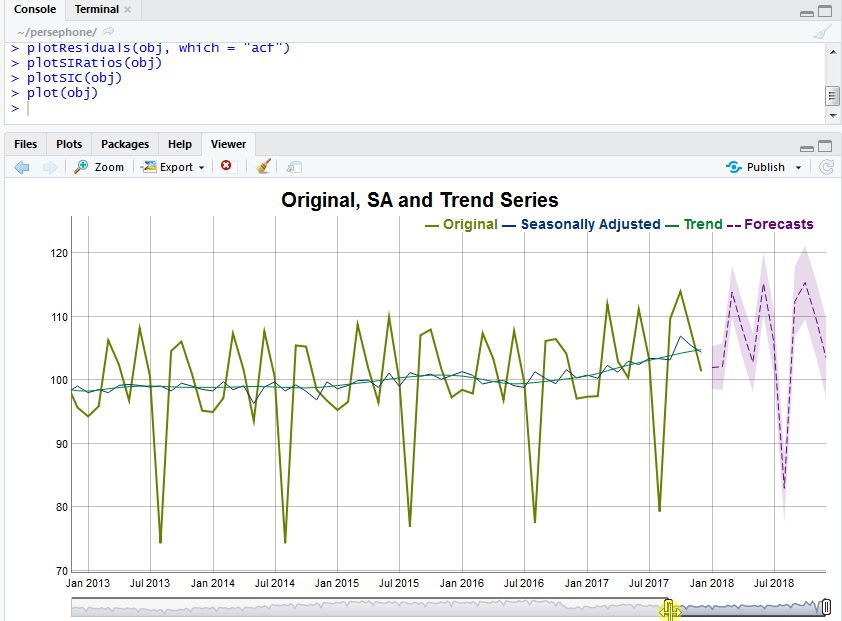 Console Terminal ×
~/persephone/
> plotResiduals(obj, which = "acf")
> plotSIRatios(obj)
> plotSIC(obj)
> plot(obj)
>
Files Plots Packages Help Viewer
Zoom Export Publish
Original, SA and Trend Series
Original Seasonally Adjusted Trend Forecasts
120
110
100
90
80
70
Jan 2013 Jul 2013 Jan 2014 Jul 2014 Jan 2015 Jul 2015 Jan 2016 Jul 2016 Jan 2017 Jul 2017 Jan 2018 Jul 2018